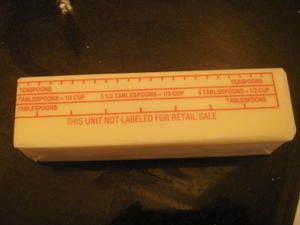 TEASPOONS TEASPOONS
TABLESPOONS = 1/4 CUP 5 1/3 TABLESPOONS = 1/3 CUP 8 TABLESPOONS = 1/2 CUP
TABLESPOONS TABLESPOONS
THIS UNIT NOT LABELED FOR RETAIL SALE